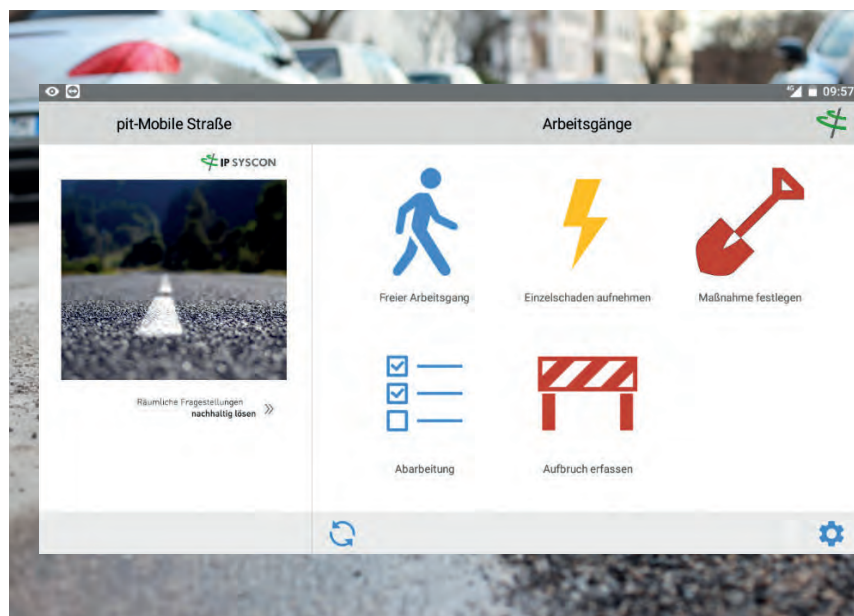 4G 09:57
pit-Mobile Straße
Arbeitsgänge
IP SYSCON
Räumliche Fragestellungen
nachhaltig lösen »
Freier Arbeitsgang
Einzelschaden aufnehmen
Maßnahme festlegen
Abarbeitung
Aufbruch erfassen